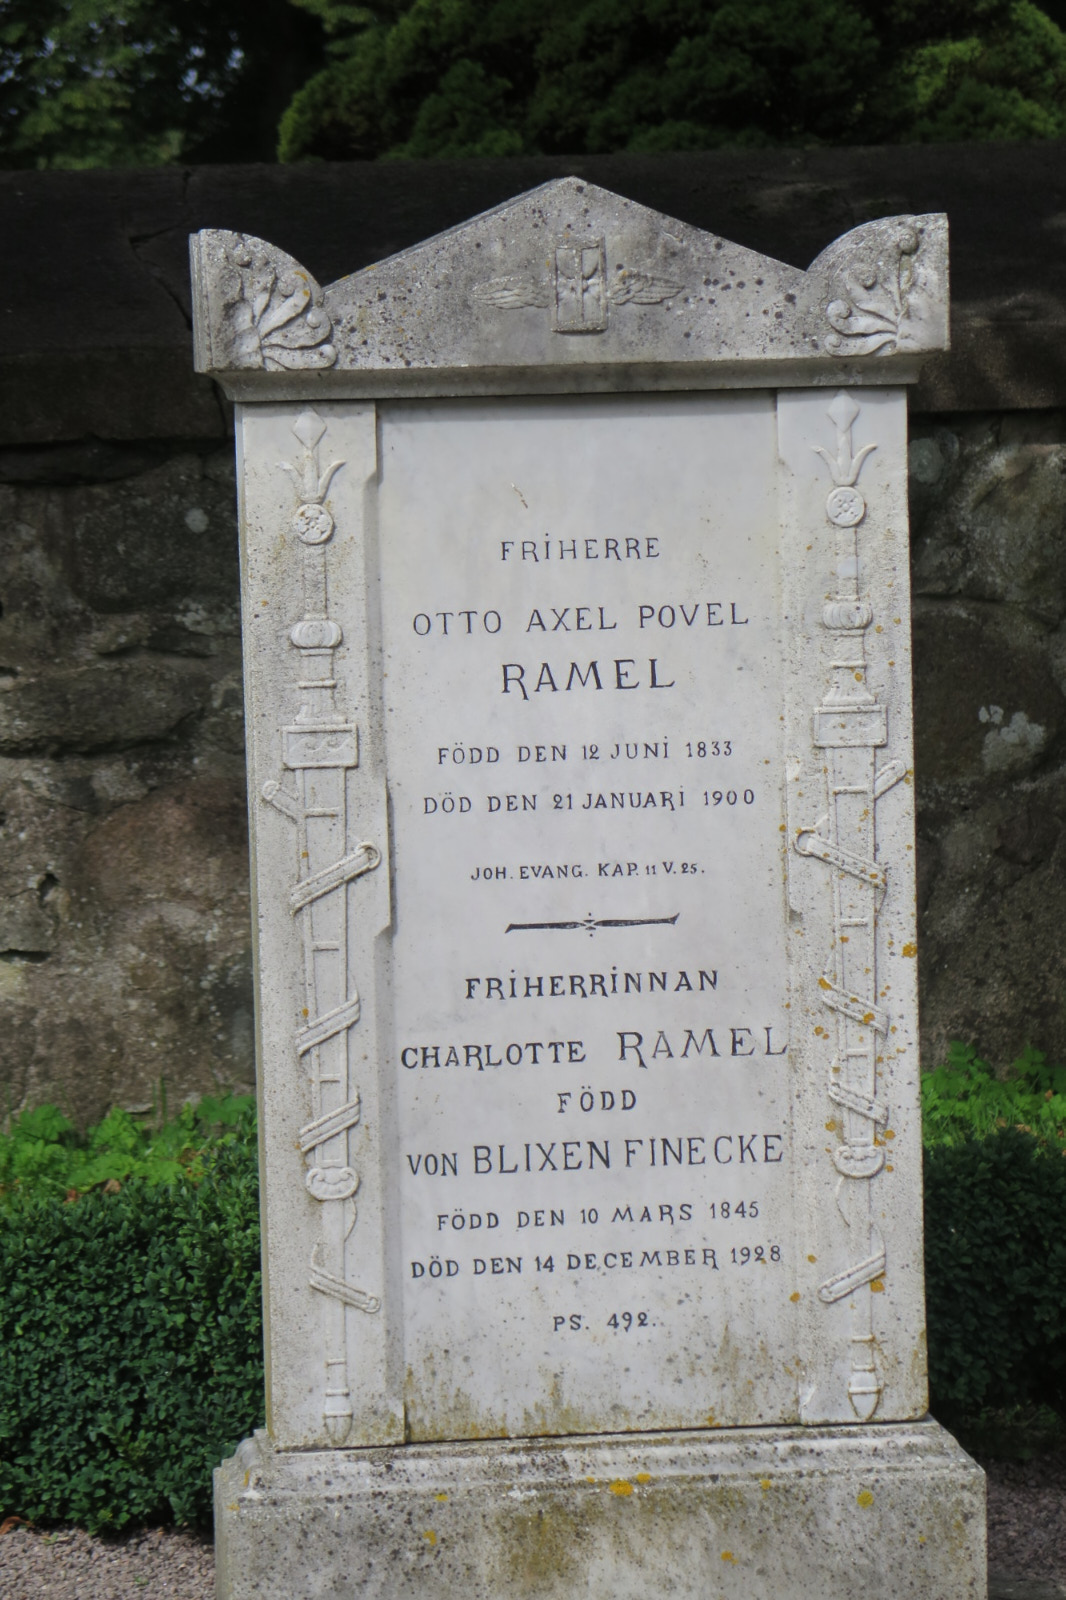 FRIHERRE
OTTO AXEL POVEL
RAMEL
FÖDD DEN 12 JUNI 1833
DÖD DEN 21 JANUARI 1900
JOH. EVANG. KAP. 11 V. 25.
FRIHERRINNAN
CHARLOTTE RAMEL
FÖDD
VON BLIXEN FINECKE
FÖDD DEN 10 MARS 1845
DÖD DEN 14 DECEMBER 1928
PS. 492.